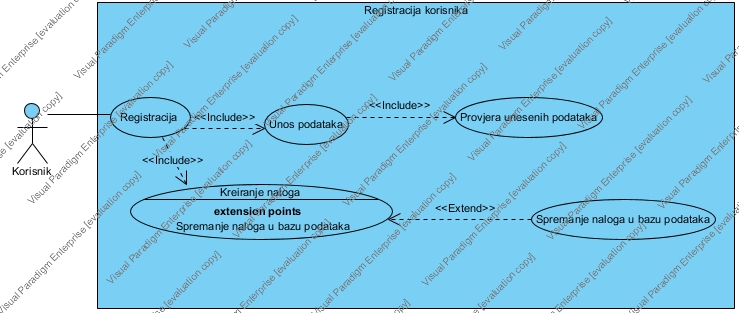 Registracija korisnika
Registracija
<<Include>>
Unos podataka
<<Include>>
Provjera unesenih podataka
Korisnik
<<Include>>
Kreiranje naloga
extension points
Spremanje naloga u bazu podataka
<<Extend>>
Spremanje naloga u bazu podataka
Visual Paradigm Enterprise [evaluation copy]